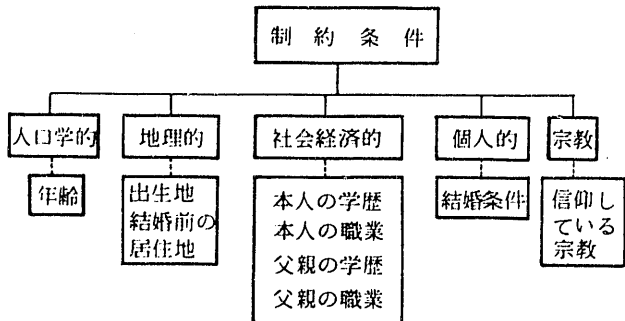 制約条件
人口学的
地理的
社会経済的
個人的
宗教
年齢
出生地
結婚前の
居住地
本人の学歴
本人の職業
父親の学歴
父親の職業
結婚条件
信仰し
ている
宗教